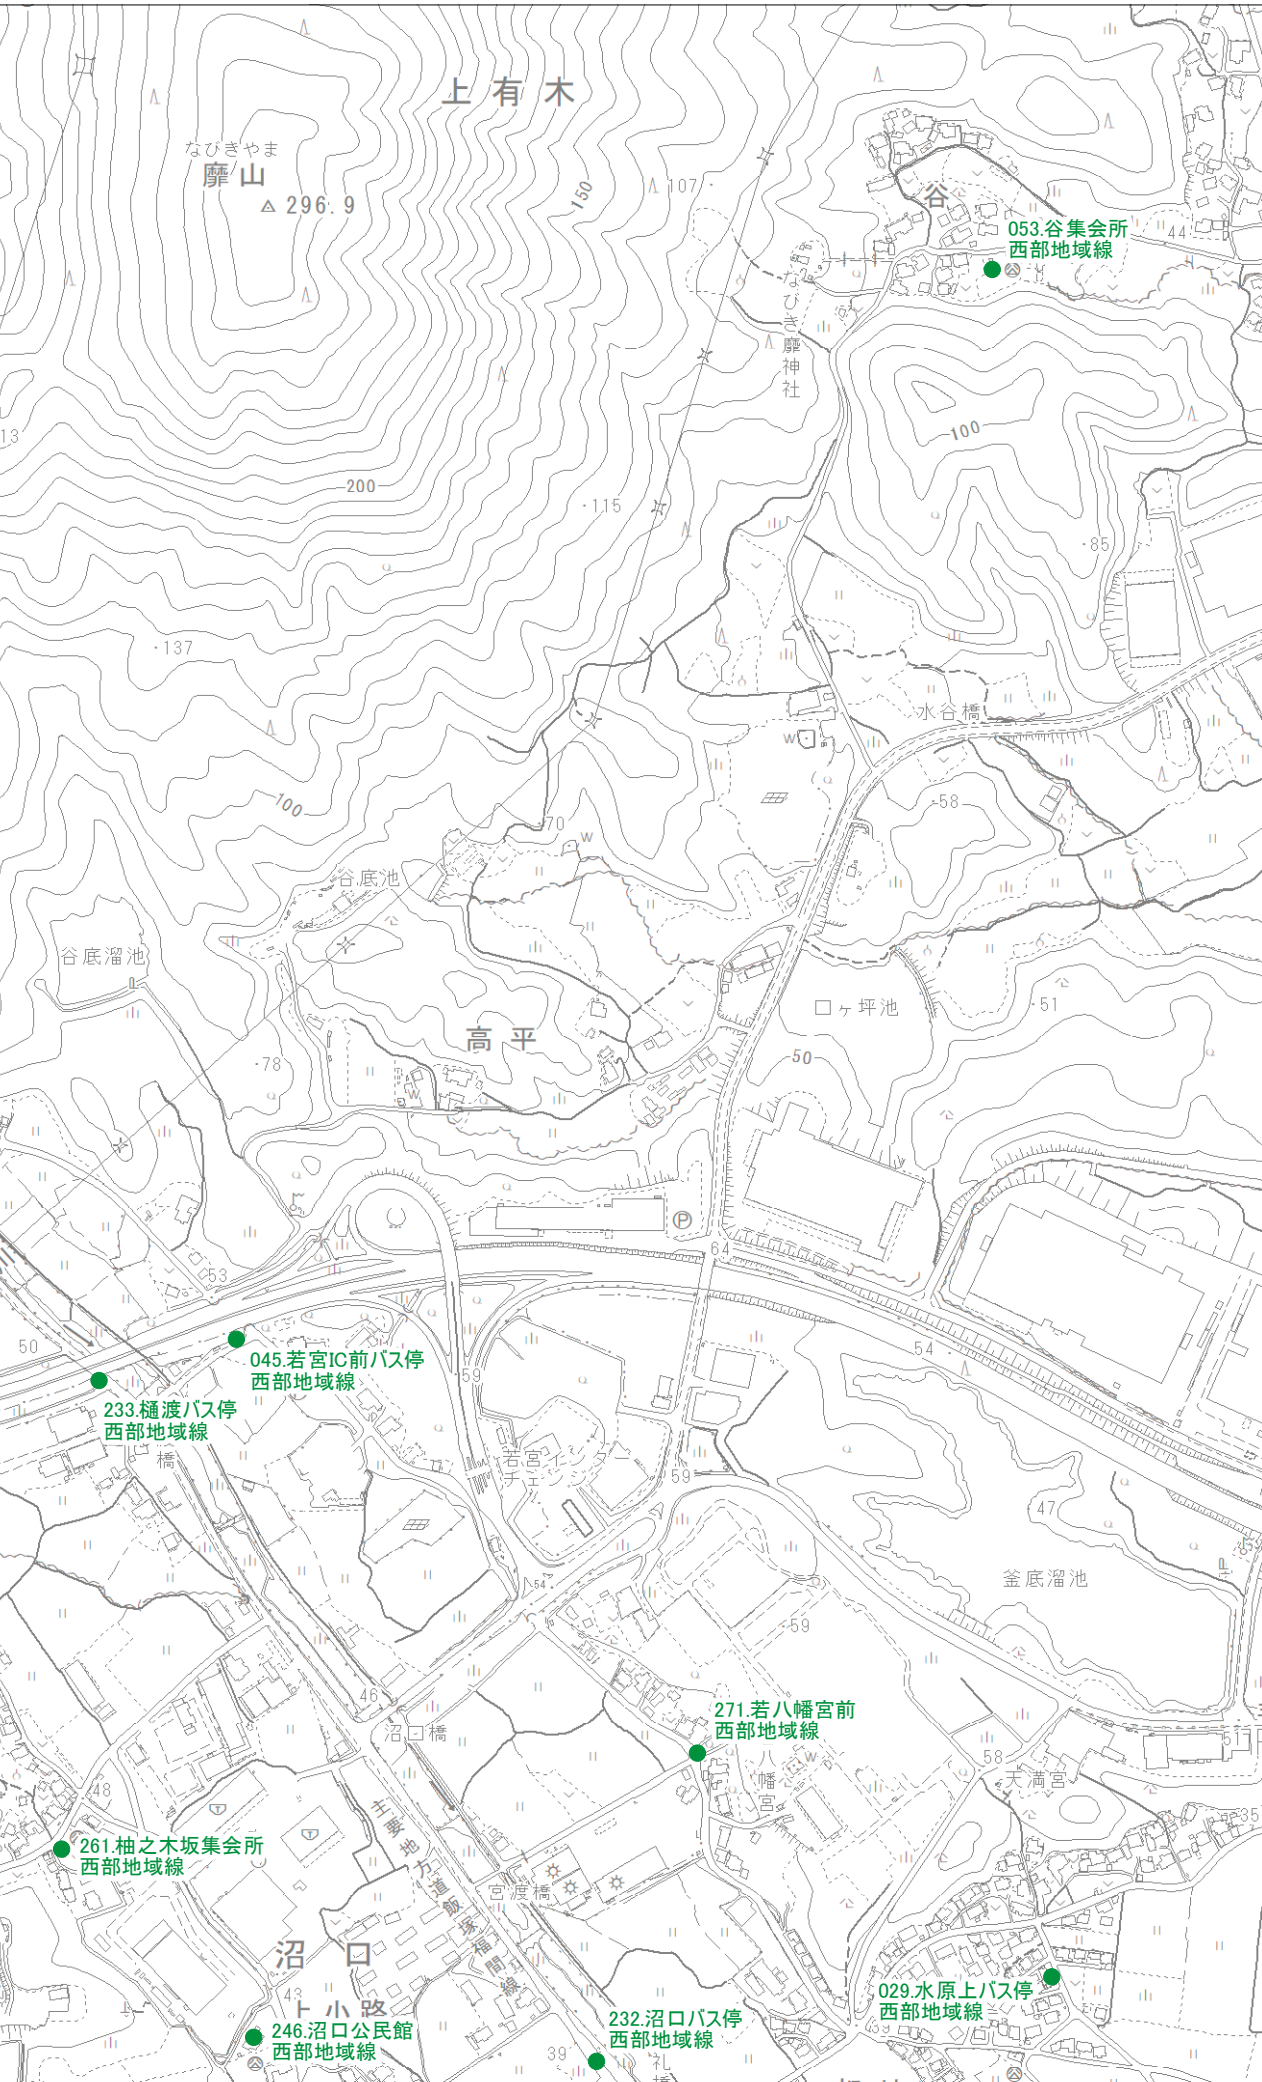 上有木
なびきやま
靡山
296.9
150
107
谷
053.谷集会所
西部地域線
44
なびき靡神社
13
100
200
115
85
137
水谷橋
100
58
70
谷底池
谷底溜池
口ヶ坪池
51
高平
50
78
64
53
50
54
045.若宮IC前バス停
西部地域線
59
233.樋渡バス停
西部地域線
橋
若宮インター
チェンジ
59
47
54
釜底溜池
59
46
沼口橋
271.若八幡宮前
西部地域線
八幡宮
51
58
天満宮
48
35
主要地方道飯塚福間線
261.柚之木坂集会所
西部地域線
宮渡橋
沼口
43
上小路
029.水原上バス停
西部地域線
246.沼口公民館
西部地域線
232.沼口バス停
西部地域線
39
39
礼